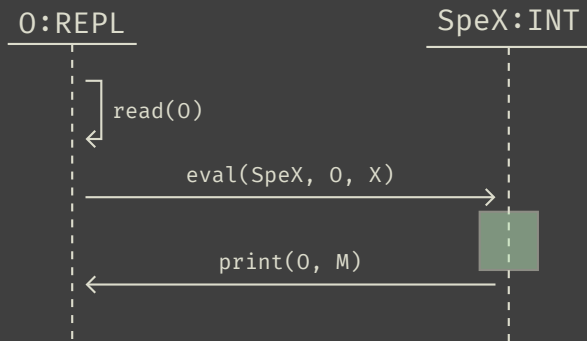 O:REPL
SpeX:INT
read(O)
eval(SpeX, O, X)
print(O, M)